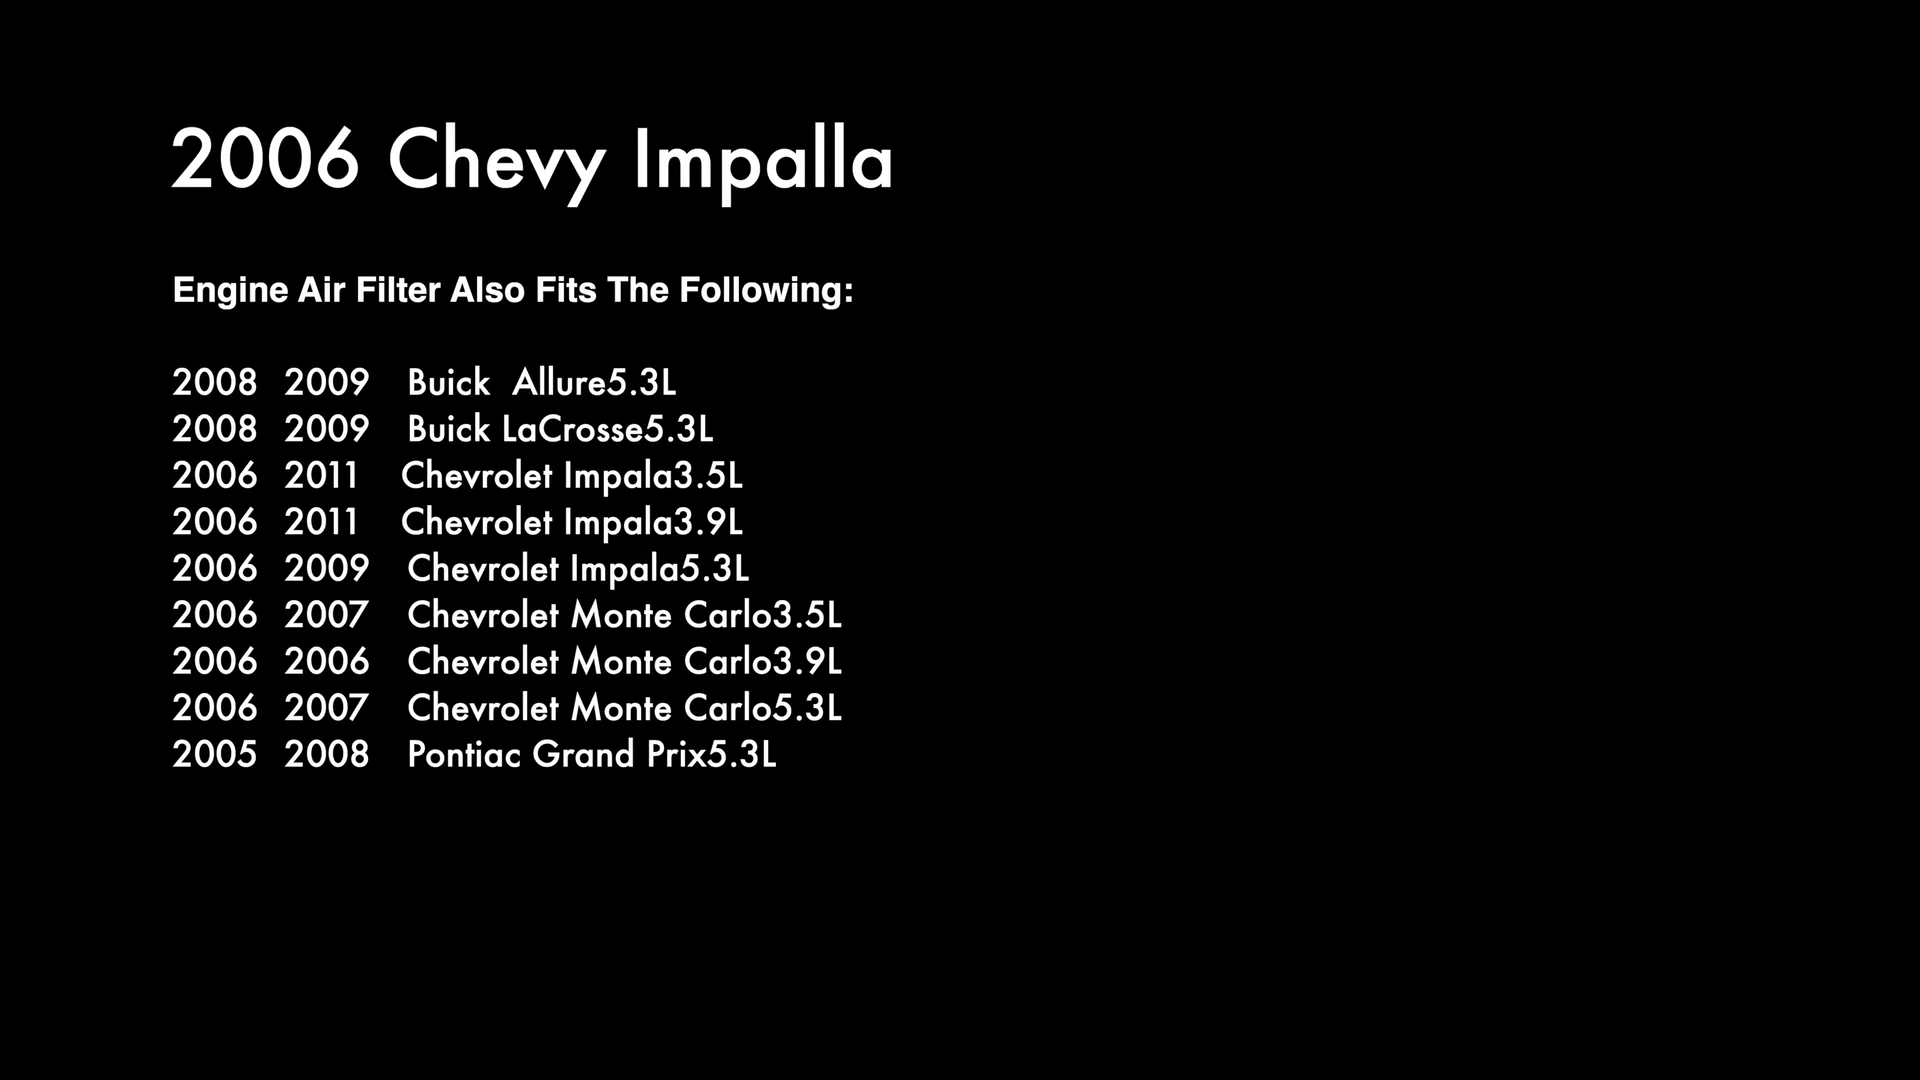 2006 Chevy Impalla
Engine Air Filter Also Fits The Following:
2008 2009 Buick Allure5.3L
2008 2009 Buick LaCrosse5.3L
2006 2011 Chevrolet Impala3.5L
2006 2011 Chevrolet Impala3.9L
2006 2009 Chevrolet Impala5.3L
2006 2007 Chevrolet Monte Carlo3.5L
2006 2006 Chevrolet Monte Carlo3.9L
2006 2007 Chevrolet Monte Carlo5.3L
2005 2008 Pontiac Grand Prix5.3L